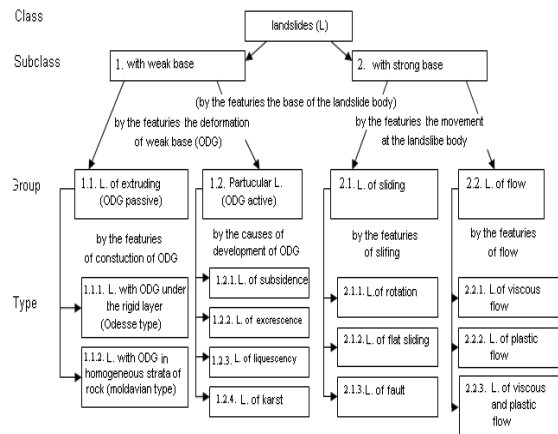 Class
landslides (L)
Subclass
1. with weak base
2. with strong base
(by the featuries the base of the landslide body)
by the featuries the deformation
of weak base (ODG)
by the featuries the movement
at the landslibe body
Group
1.1. L. of extruding
(ODG passive)
1.2. Partucular L.
(ODG active)
2.1. L. of sliding
2.2. L. of flow
by the featuries
of constuction of ODG
by the causes of
development of ODG
by the featuries
of slifing
by the featuries
of flow
Type
1.1.1. L. with ODG under
the rigid layer
(Odesse type)
1.1.2. L. with ODG in
homogeneous strata of
rock (moldavian type)
1.2.1. L. of subsidence
1.2.2. L. of excrescence
1.2.3. L. of liquescency
1.2.4. L. of karst
2.1.1. L.of rotation
2.1.2. L. of flat sliding
2.1.3. L. of fault
2.2.1. L. of viscous
flow
2.2.2. L. of plastic
flow
2.2.3. L. of viscous
and plastic
flow